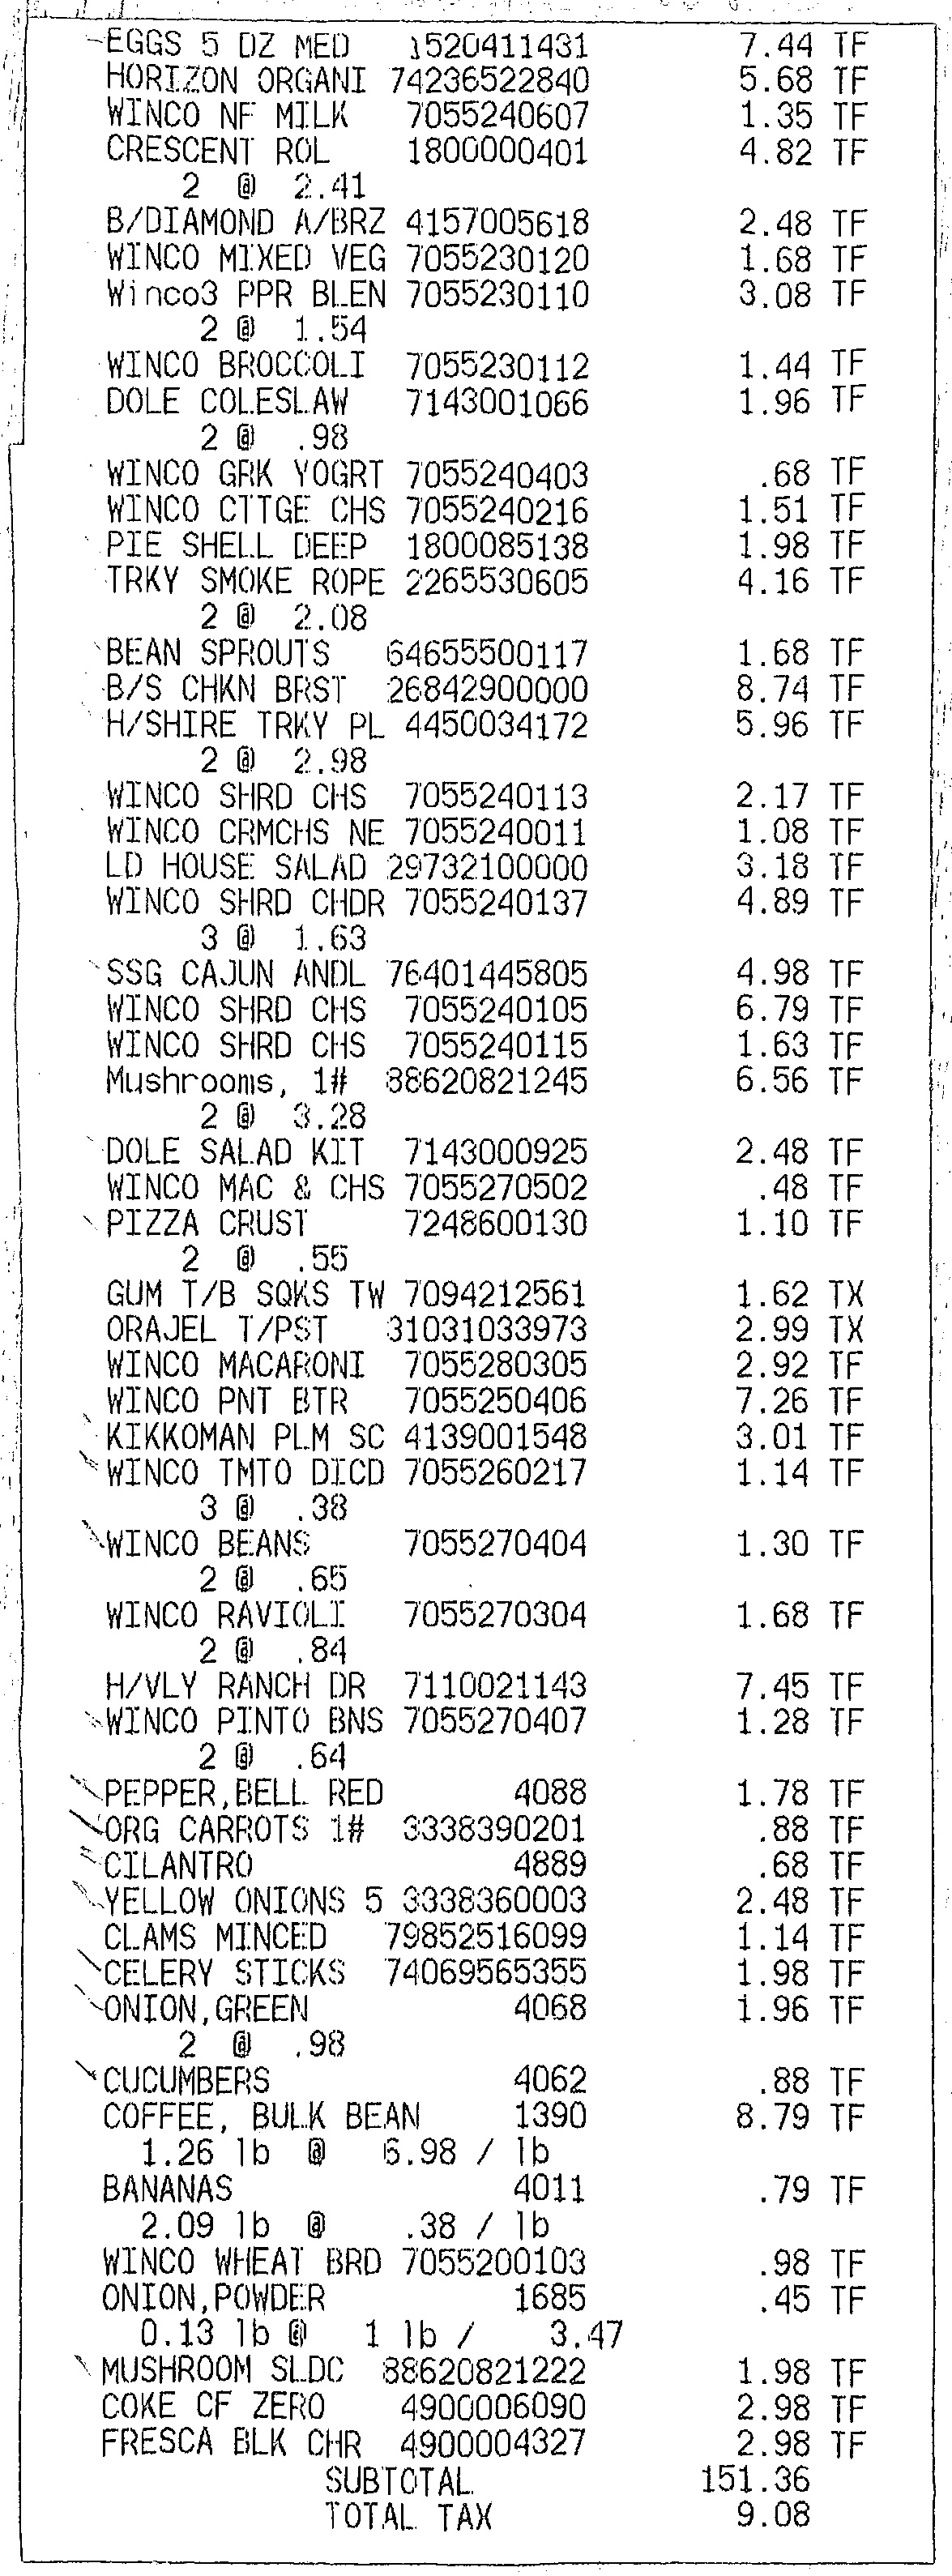 EGGS 5 DZ MED 1520411431 7.44 TF
HORIZON ORGANI 74236522840 5.68 TF
WINCO NF MILK 7055240607 1.35 TF
CRESCENT ROL 1800000401 4.82 TF
2 @ 2.41
B/DIAMOND A/BRZ 4157005618 2.48 TF
WINCO MIXED VEG 7055230120 1.68 TF
Winco3 PPR BLEN 7055230110 3.08 TF
2 @ 1.54
WINCO BROCCOLI 7055230112 1.44 TF
DOLE COLESLAW 7143001066 1.96 TF
2 @ .98
WINCO GRK YOGRT 7055240403 .68 TF
WINCO CTTGE CHS 7055240216 1.51 TF
PIE SHELL DEEP 1800085138 1.98 TF
TRKY SMOKE ROPE 2265530605 4.16 TF
2 @ 2.08
BEAN SPROUTS 64655500117 1.68 TF
B/S CHKN BRST 26842900000 8.74 TF
H/SHIRE TRKY PL 4450034172 5.96 TF
2 @ 2.98
WINCO SHRD CHS 7055240113 2.17 TF
WINCO CRMCHS NE 7055240011 1.08 TF
LD HOUSE SALAD 29732100000 3.18 TF
WINCO SHRD CHDR 7055240137 4.89 TF
3 @ 1.63
SSG CAJUN ANDL 76401445805 4.98 TF
WINCO SHRD CHS 7055240105 6.79 TF
WINCO SHRD CHS 7055240115 1.63 TF
Mushrooms, 1# 88620821245 6.56 TF
2 @ 3.28
DOLE SALAD KIT 7143000925 2.48 TF
WINCO MAC & CHS 7055270502 .48 TF
PIZZA CRUST 7248600130 1.10 TF
2 @ .55
GUM T/B SQKS TW 7094212561 1.62 TX
ORAJEL T/PST 31031033973 2.99 TX
WINCO MACARONI 7055280305 2.92 TF
WINCO PNT BTR 7055250406 7.26 TF
KIKKOMAN PLM SC 4139001548 3.01 TF
WINCO TMTO DICD 7055260217 1.14 TF
3 @ .38
WINCO BEANS 7055270404 1.30 TF
2 @ .65
WINCO RAVIOLI 7055270304 1.68 TF
2 @ .84
H/VLY RANCH DR 7110021143 7.45 TF
WINCO PINTO BNS 7055270407 1.28 TF
2 @ .64
PEPPER,BELL RED 4088 1.78 TF
ORG CARROTS 1# 3338390201 .88 TF
CILANTRO 4889 .68 TF
YELLOW ONIONS 5 3338360003 2.48 TF
CLAMS MINCED 79852516099 1.14 TF
CELERY STICKS 74069565355 1.98 TF
ONION,GREEN 4068 1.96 TF
2 @ .98
CUCUMBERS 4062 .88 TF
COFFEE, BULK BEAN 1390 8.79 TF
1.26 lb @ 6.98 / lb
BANANAS 4011 .79 TF
2.09 lb @ .38 / lb
WINCO WHEAT BRD 7055200103 .98 TF
ONION,POWDER 1685 .45 TF
0.13 lb @ 1 lb / 3.47
MUSHROOM SLDC 88620821222 1.98 TF
COKE CF ZERO 4900006090 2.98 TF
FRESCA BLK CHR 4900004327 2.98 TF
SUBTOTAL 151.36
TOTAL TAX 9.08